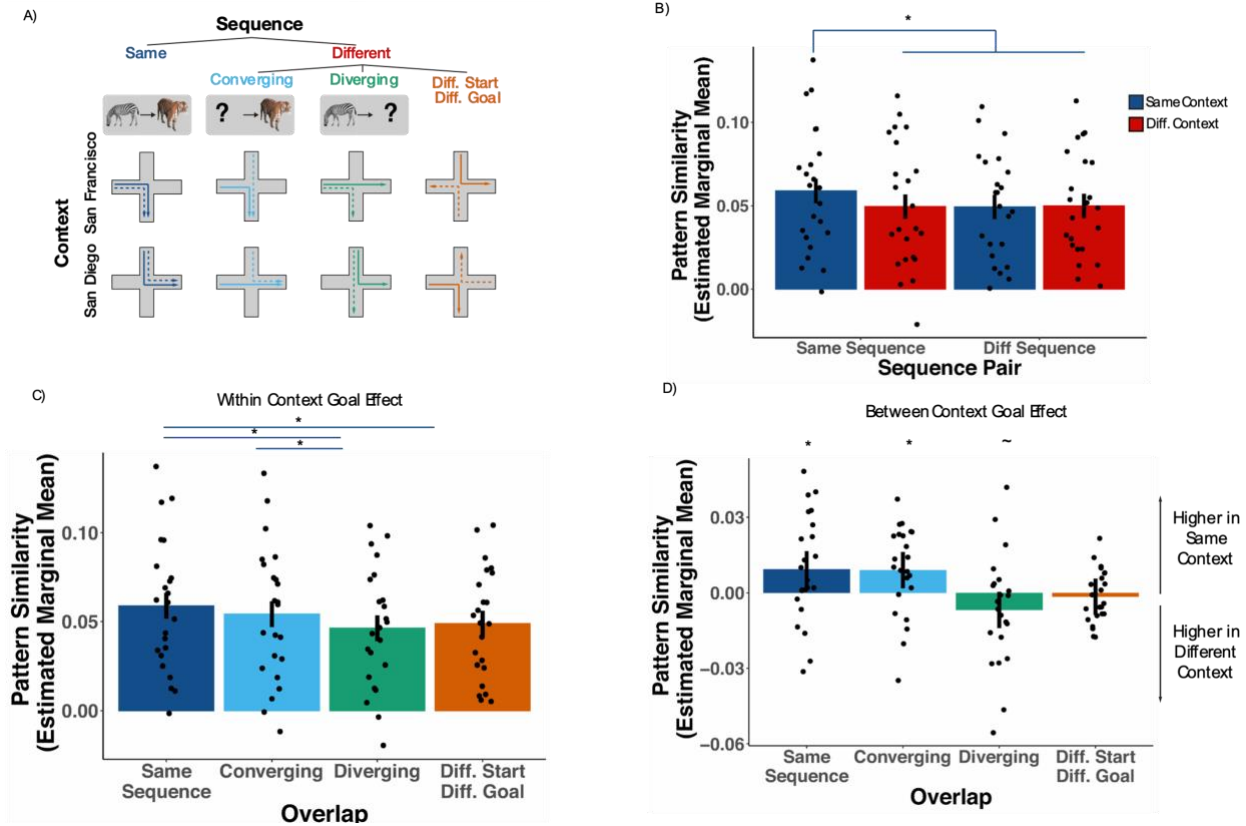 A)
Sequence
Same
Different
Converging
Diverging
Diff. Start
Diff. Goal
?
?
Context
San Francisco
San Diego
B)
*
Pattern Similarity
(Estimated Marginal Mean)
0.10
0.05
0.00
Same Context
Diff. Context
Same Sequence
Diff Sequence
Sequence Pair
C)
Within Context Goal Effect
*
*
*
Pattern Similarity
(Estimated Marginal Mean)
0.10
0.05
0.00
Same
Sequence
Converging
Diverging
Diff. Start
Diff. Goal
Overlap
D)
Between Context Goal Effect
*
*
~
Pattern Similarity
(Estimated Marginal Mean)
0.03
0.00
−0.03
−0.06
Higher in
Same
Context
Higher in
Different
Context
Same
Sequence
Converging
Diverging
Diff. Start
Diff. Goal
Overlap